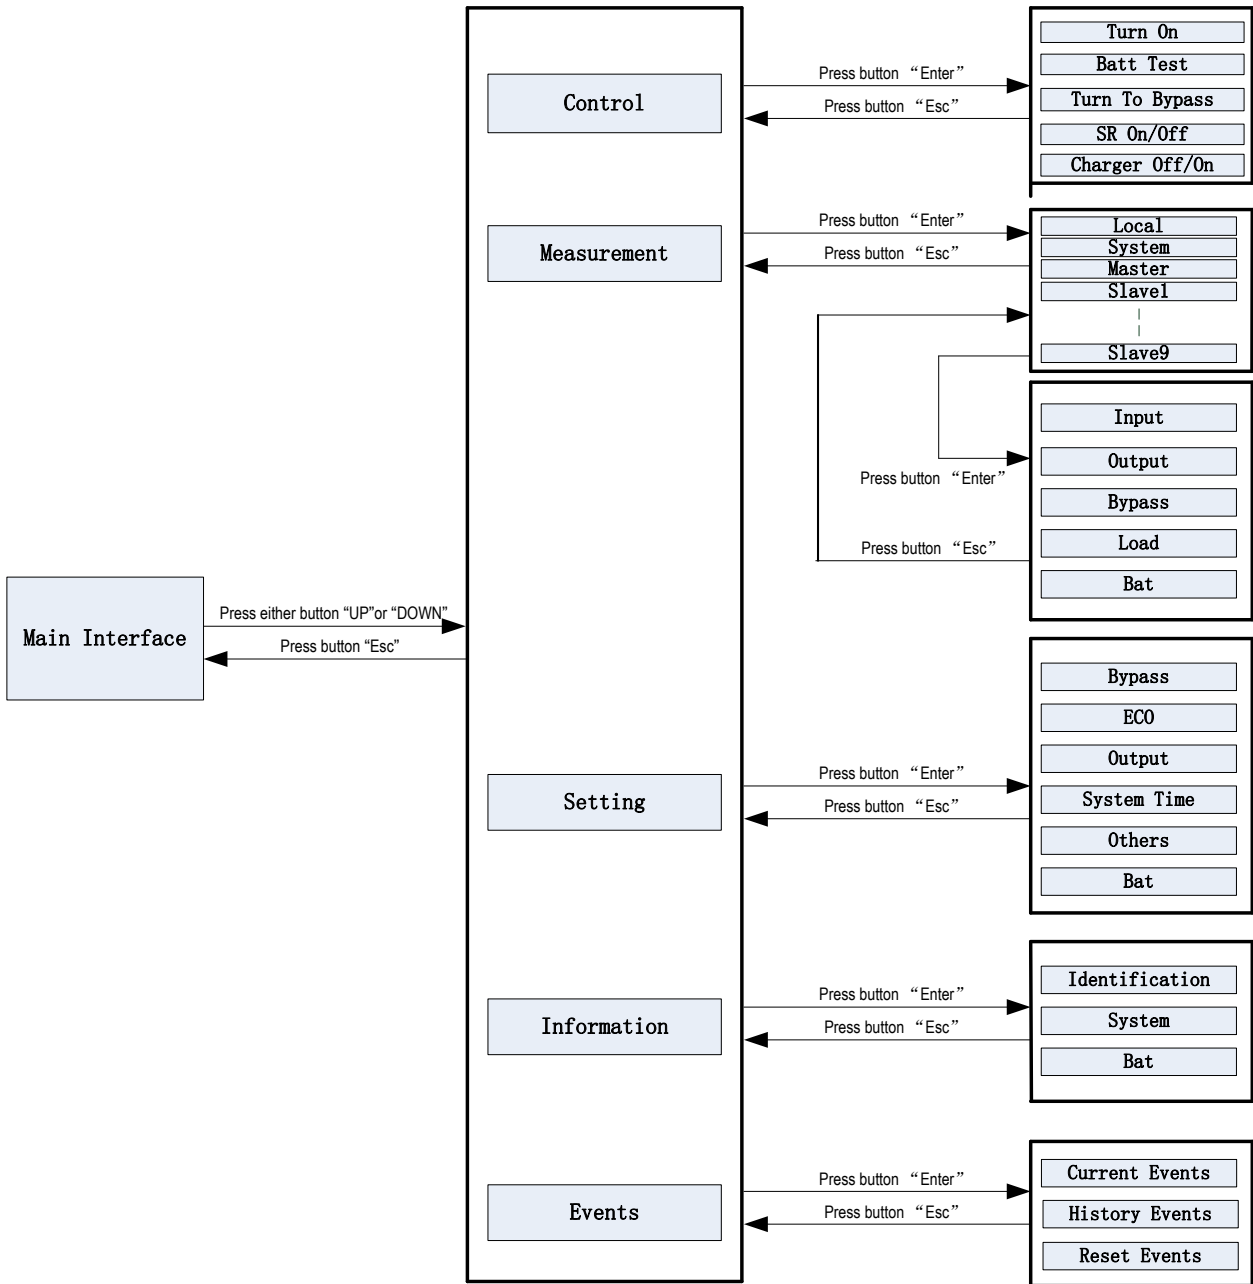 Main Interface
Press either button “UP”or “DOWN”
Press button “Esc”
Control
Press button “Enter”
Press button “Esc”
Turn On
Batt Test
Turn To Bypass
SR On/Off
Charger Off/On
Measurement
Press button “Enter”
Press button “Esc”
Local
System
Master
Slave1
Slave9
Press button “Enter”
Press button “Esc”
Input
Output
Bypass
Load
Bat
Setting
Press button “Enter”
Press button “Esc”
Bypass
ECO
Output
System Time
Others
Bat
Information
Press button “Enter”
Press button “Esc”
Identification
System
Bat
Events
Press button “Enter”
Press button “Esc”
Current Events
History Events
Reset Events